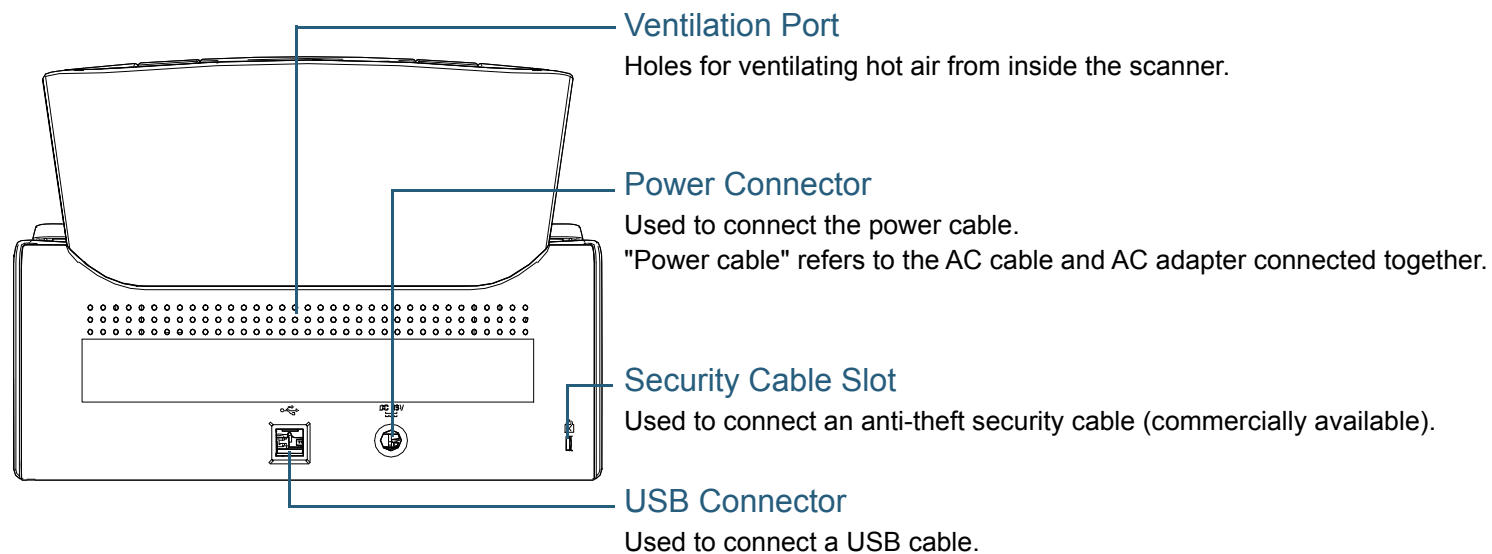 Ventilation Port
Holes for ventilating hot air from inside the scanner.
Power Connector
Used to connect the power cable.
"Power cable" refers to the AC cable and AC adapter connected together.
Security Cable Slot
Used to connect an anti-theft security cable (commercially available).
USB Connector
Used to connect a USB cable.